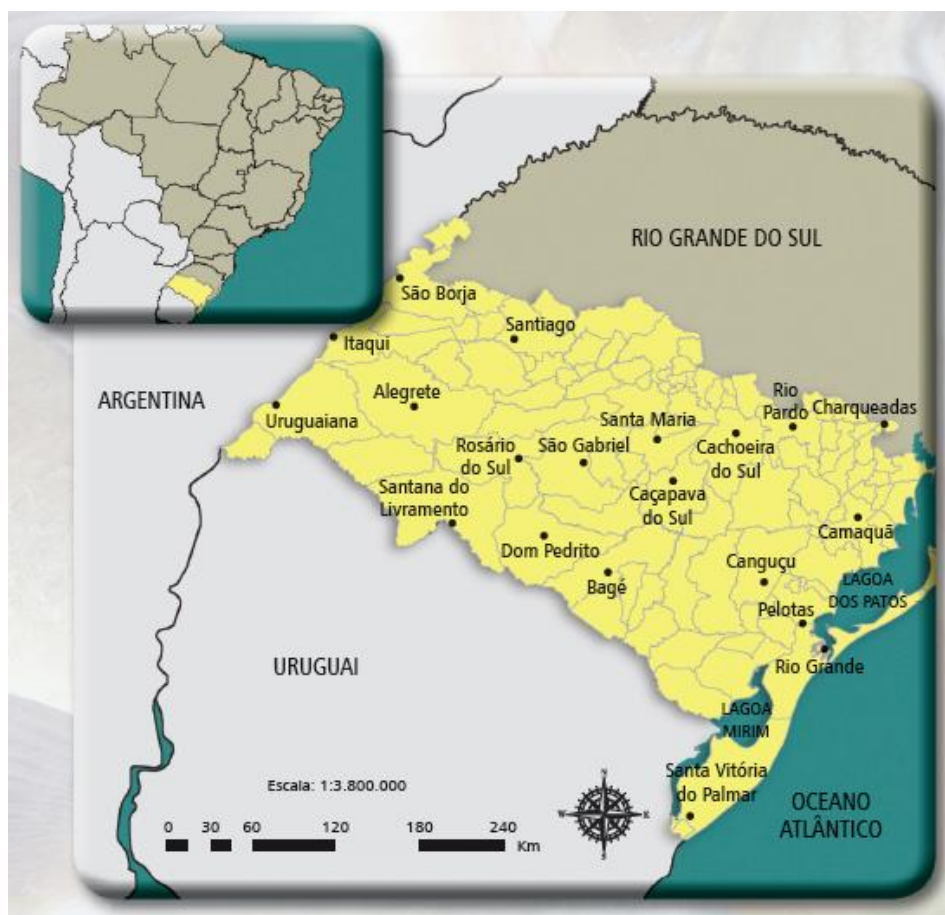 RIO GRANDE DO SUL
São Borja
Santiago
Itaqui
ARGENTINA
Alegrete
Uruguaiana
Rio
Pardo
Charqueadas
Santa Maria
Rosário
do Sul
São Gabriel
Cachoeira
do Sul
Santana do
Livramento
Caçapava
do Sul
Camaquã
Dom Pedrito
Canguçu
Bagé
LAGOA
DOS PATOS
Pelotas
URUGUAI
Rio Grande
LAGOA
MIRIM
Santa Vitória
do Palmar
OCEANO
ATLÂNTICO
Escala: 1:3.800.000
0 30 60 120 180 240
Km
N
W E
S